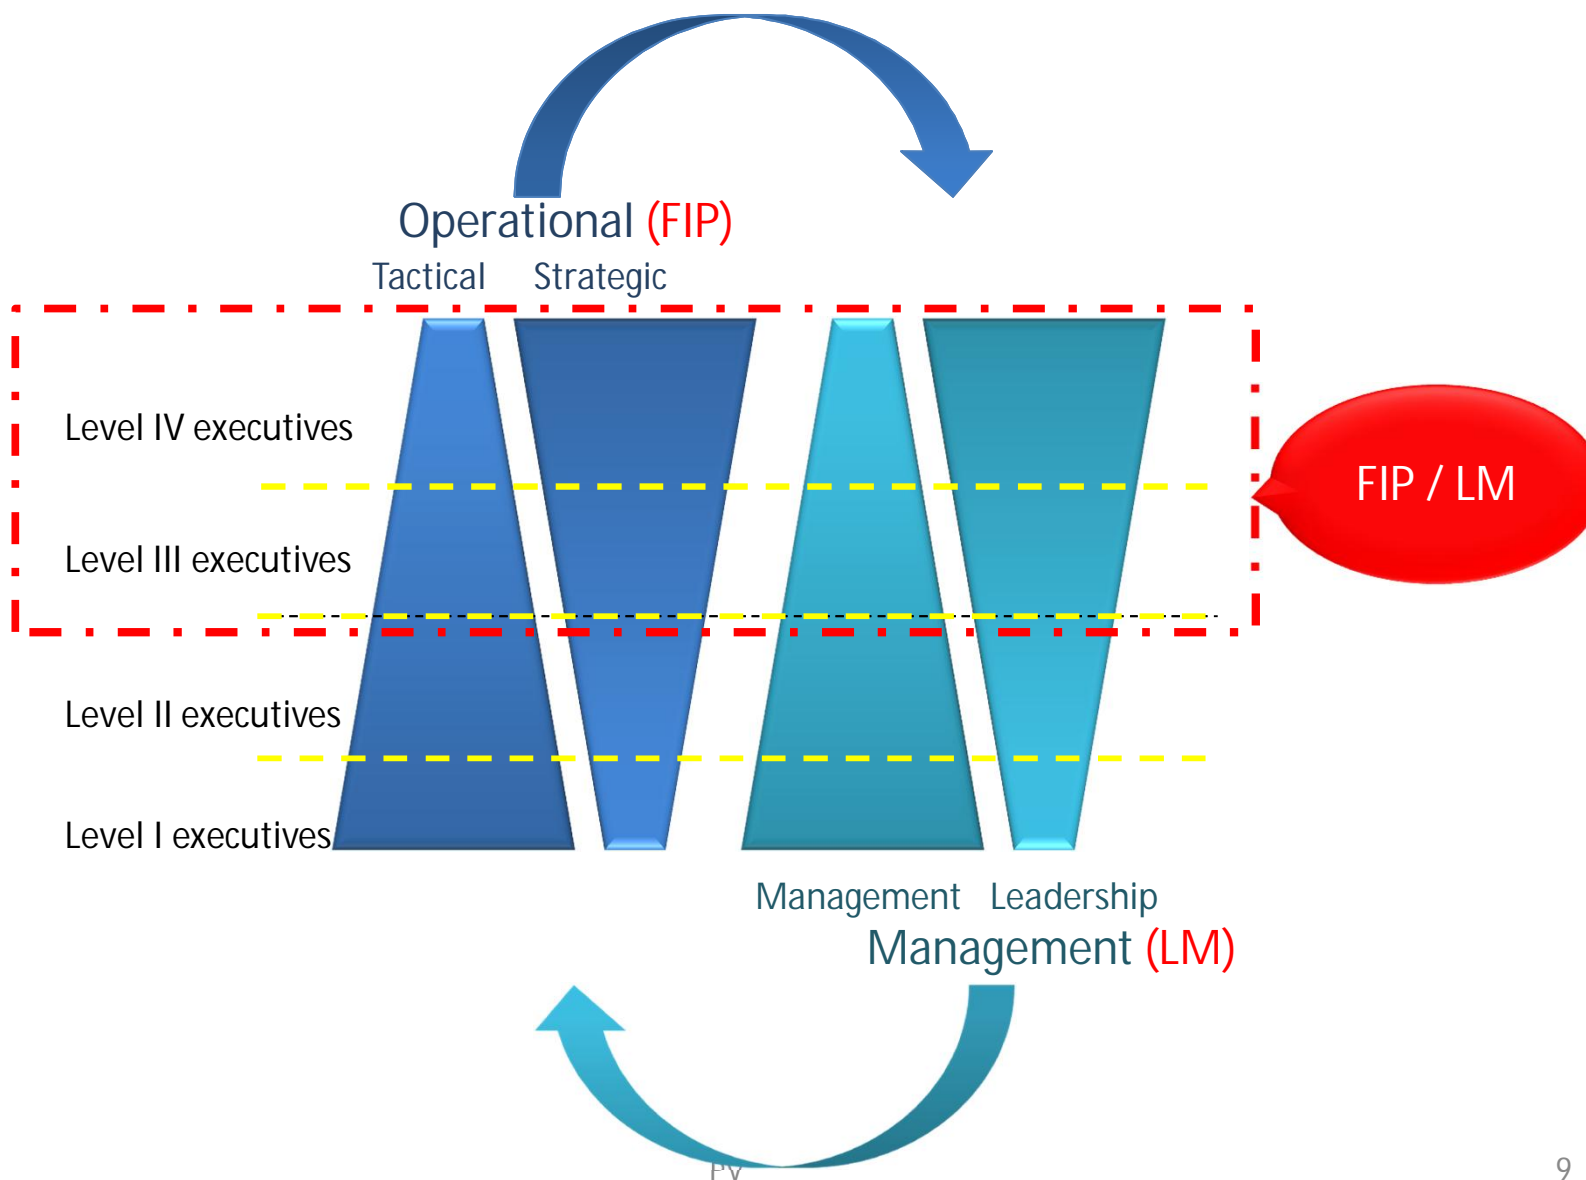 Operational (FIP)
Tactical Strategic
Level IV executives
FIP / LM
Level III executives
Level II executives
Level I executives
Management Leadership
Management (LM)
PV
9